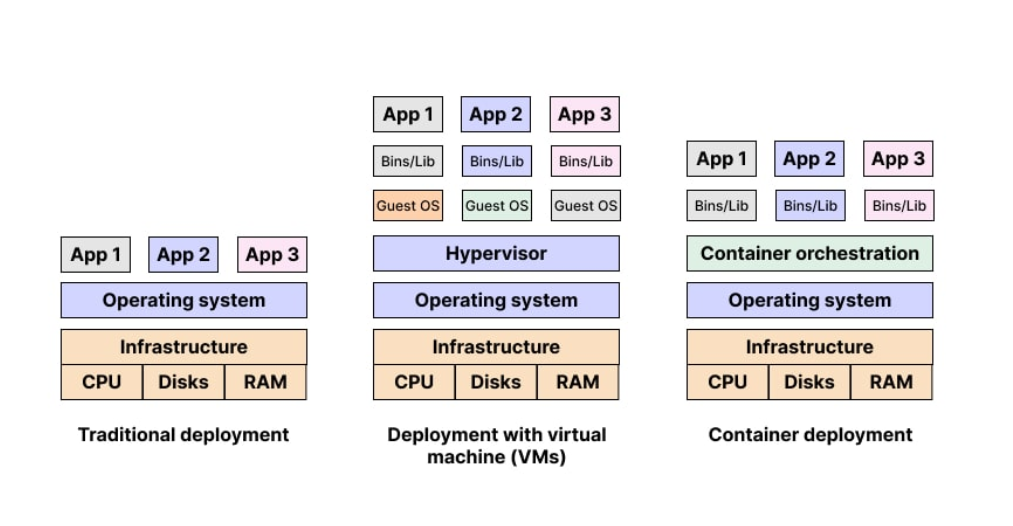 App 1
App 2
App 3
Operating system
Infrastructure
CPU
Disks
RAM
Traditional deployment
App 1
App 2
App 3
Bins/Lib
Bins/Lib
Bins/Lib
Guest OS
Guest OS
Guest OS
Hypervisor
Operating system
Infrastructure
CPU
Disks
RAM
Deployment with virtual
machine (VMs)
App 1
App 2
App 3
Bins/Lib
Bins/Lib
Bins/Lib
Container orchestration
Operating system
Infrastructure
CPU
Disks
RAM
Container deployment